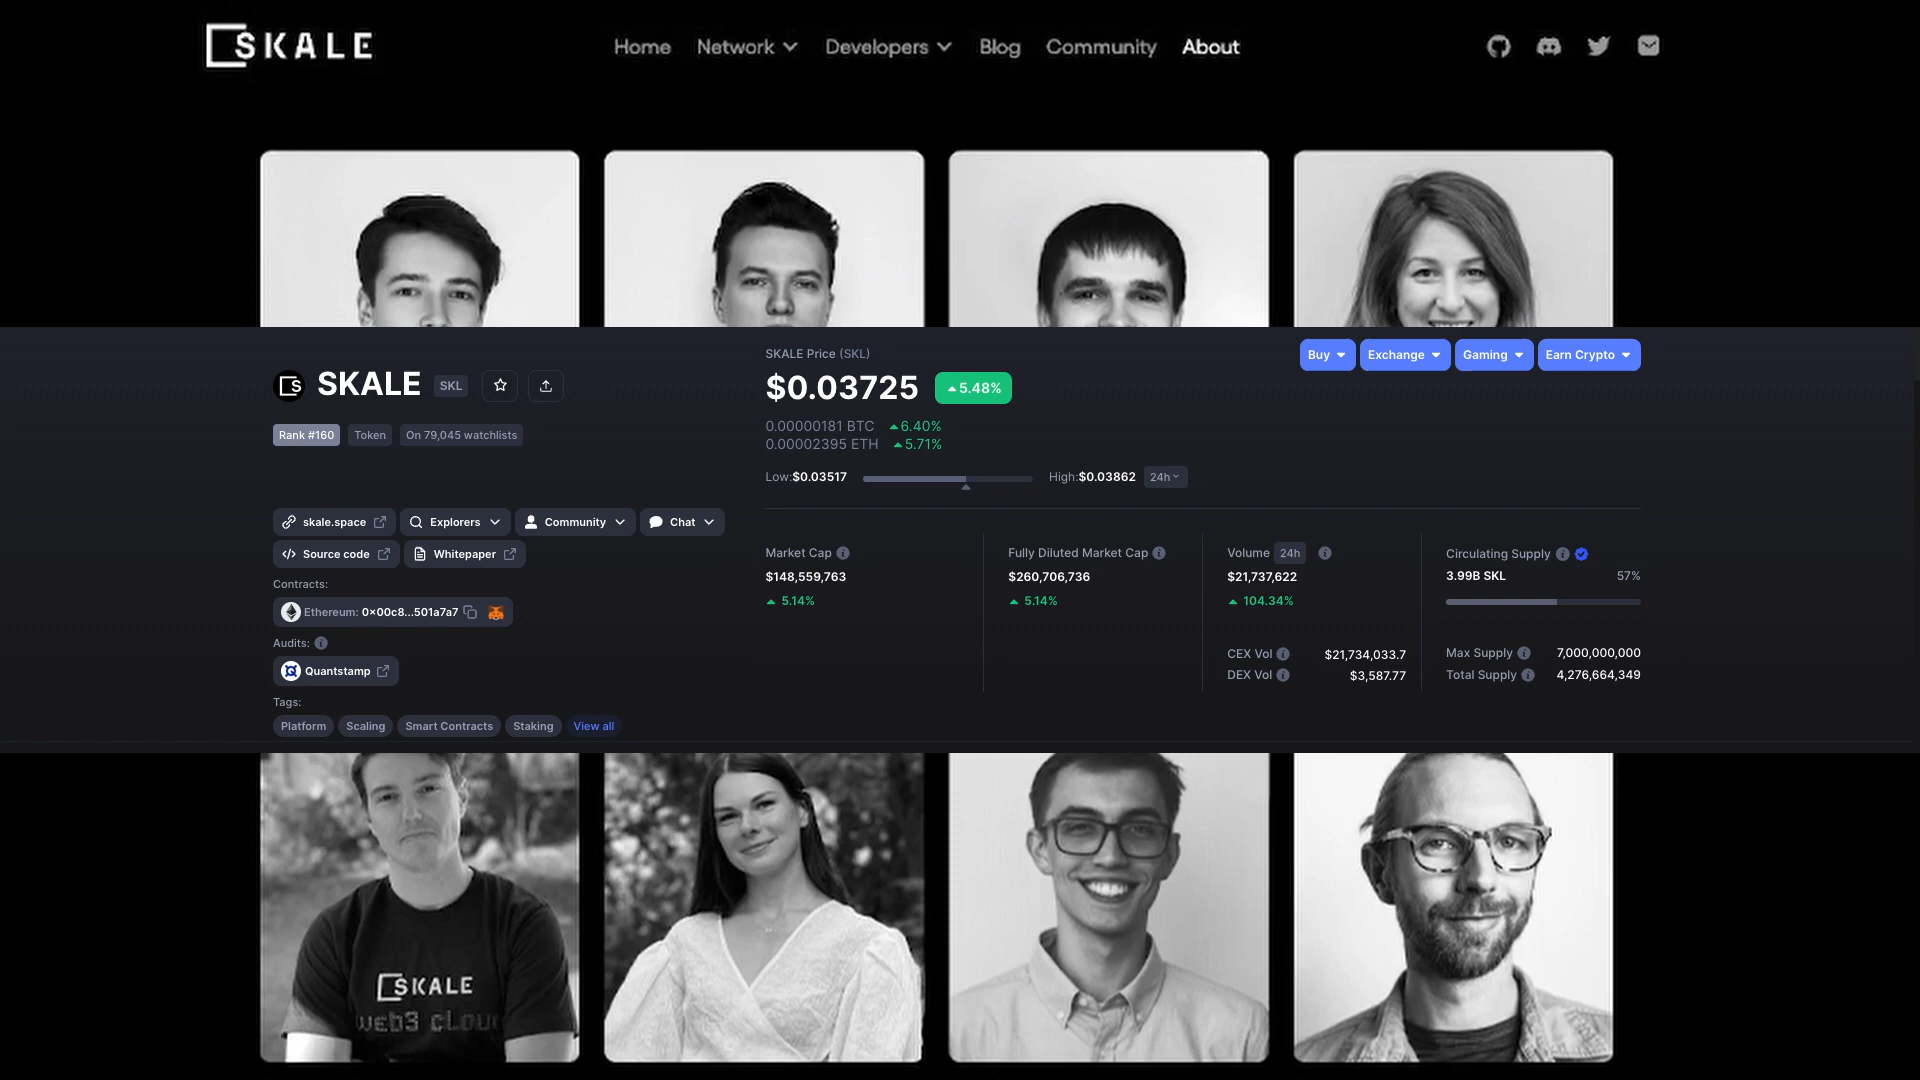 SKALE
Home Network Developers Blog Community About
SKALE Price (SKL)
Buy Exchange Gaming Earn Crypto
SKALE SKL
$0.03725 5.48%
Rank #160 Token On 79,045 watchlists
0.00000181 BTC 6.40%
0.00002395 ETH 5.71%
Low:$0.03517 High:$0.03862 24h
skale.space Explorers Community Chat
Source code Whitepaper
Contracts:
Ethereum: 0x00c8...501a7a7
Audits:
Quantstamp
Tags:
Platform Scaling Smart Contracts Staking View all
Market Cap
$148,559,763
5.14%
Fully Diluted Market Cap
$260,706,736
5.14%
Volume 24h
$21,737,622
104.34%
CEX Vol $21,734,033.7
DEX Vol $3,587.77
Circulating Supply
3.99B SKL 57%
Max Supply 7,000,000,000
Total Supply 4,276,664,349
SKALE
web3 cloud